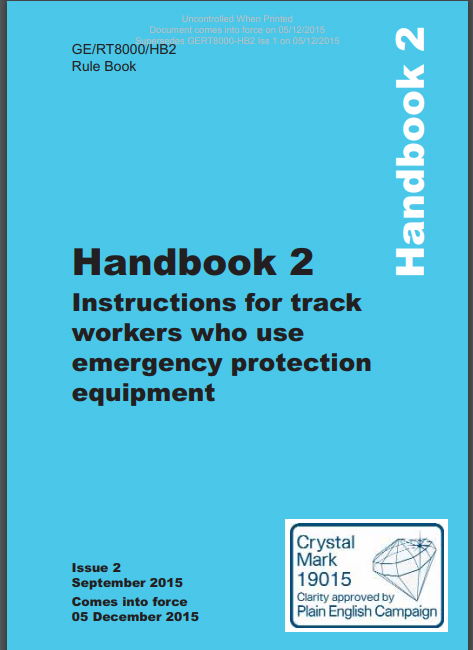 Uncontrolled When Printed
Document comes into force on 05/12/2015
Supersedes GERT8000-HB2 Iss 1 on 05/12/2015
GE/RT8000/HB2
Rule Book
Handbook 2
Handbook 2
Instructions for track
workers who use
emergency protection
equipment
Issue 2
September 2015
Comes into force
05 December 2015
Crystal
Mark
19015
Clarity approved by
Plain English Campaign